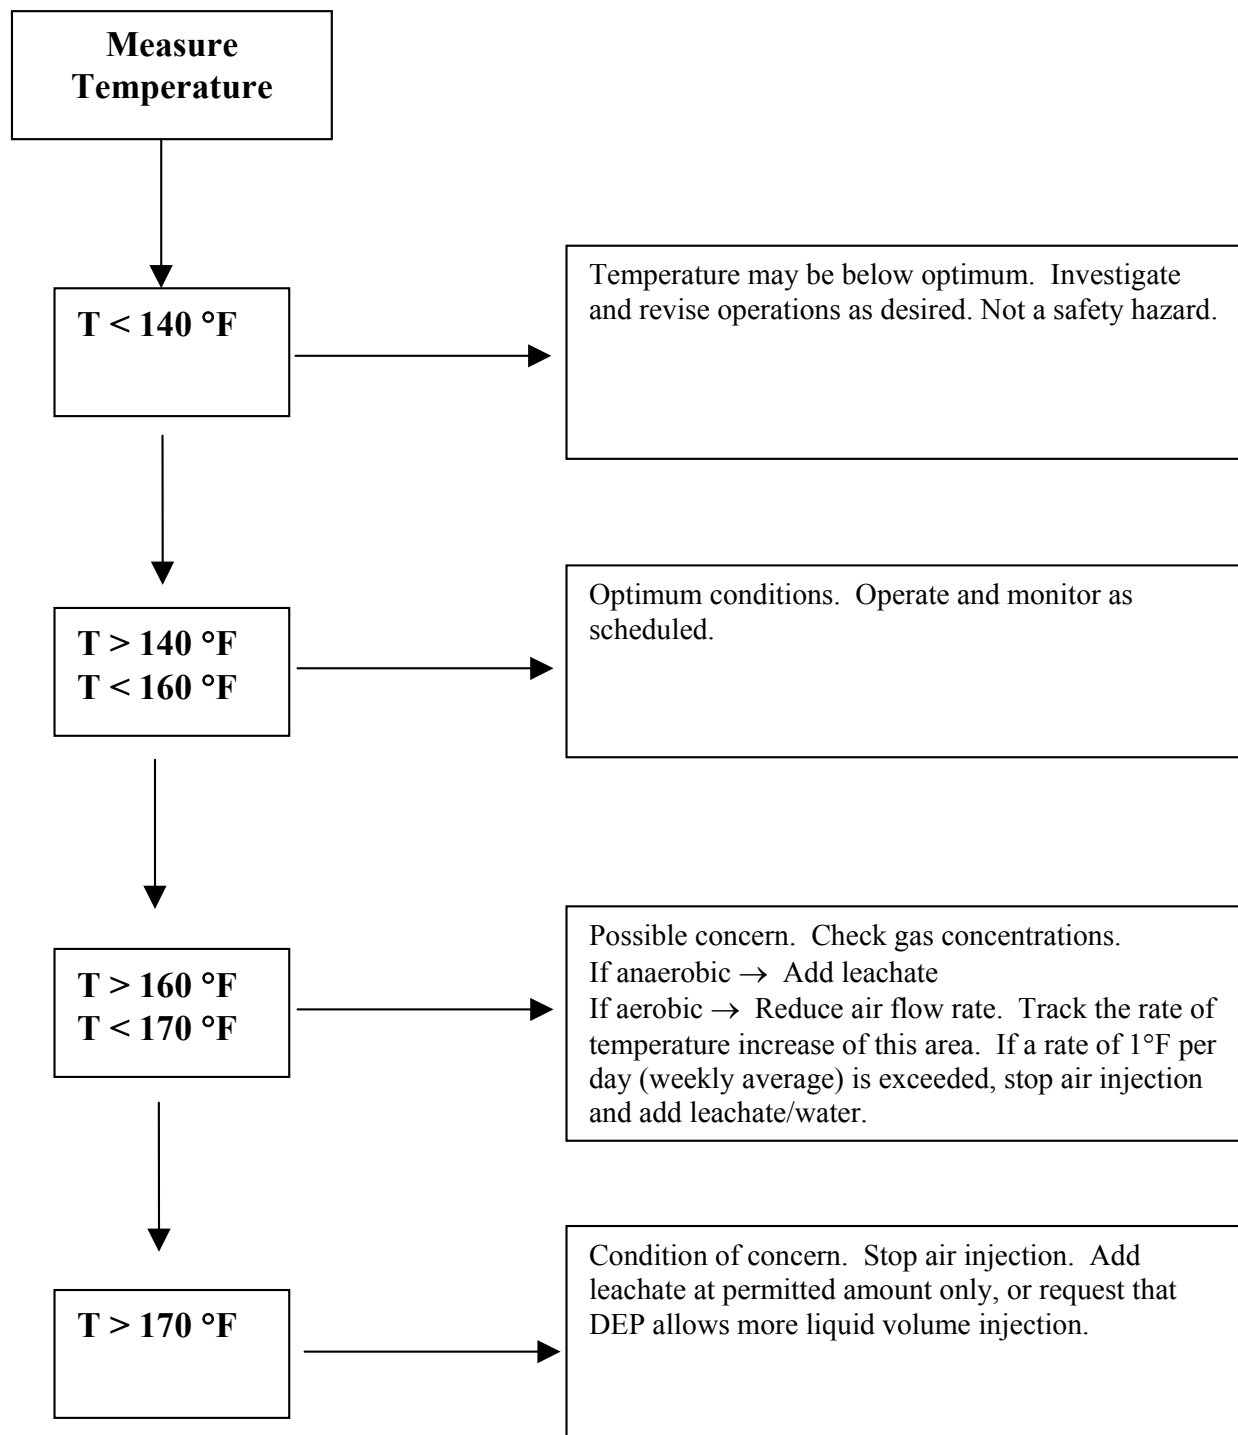 Measure
Temperature
T < 140 °F
Temperature may be below optimum.  Investigate
and revise operations as desired. Not a safety hazard.
T > 140 °F
T < 160 °F
Optimum conditions.  Operate and monitor as
scheduled.
T > 160 °F
T < 170 °F
Possible concern.  Check gas concentrations.
If anaerobic → Add leachate
If aerobic → Reduce air flow rate.  Track the rate of
temperature increase of this area.  If a rate of 1°F per
day (weekly average) is exceeded, stop air injection
and add leachate/water.
T > 170 °F
Condition of concern.  Stop air injection.  Add
leachate at permitted amount only, or request that
DEP allows more liquid volume injection.